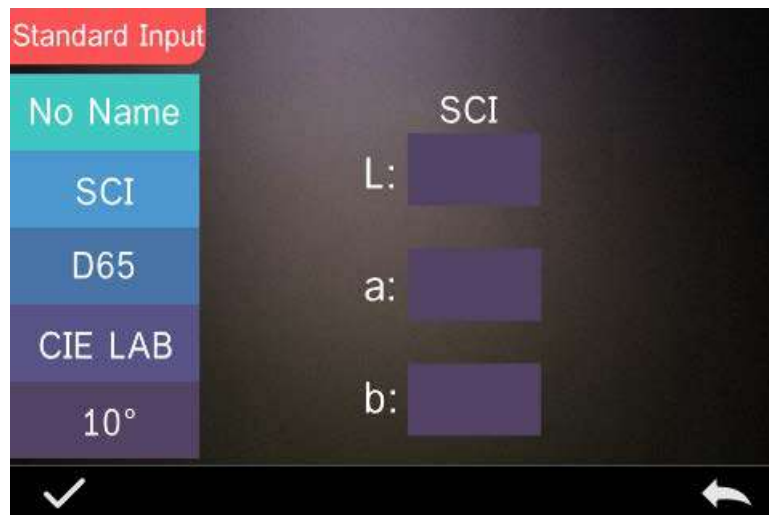 Standard Input
No Name
SCI
D65
CIE LAB
10°
SCI
L:
a:
b: